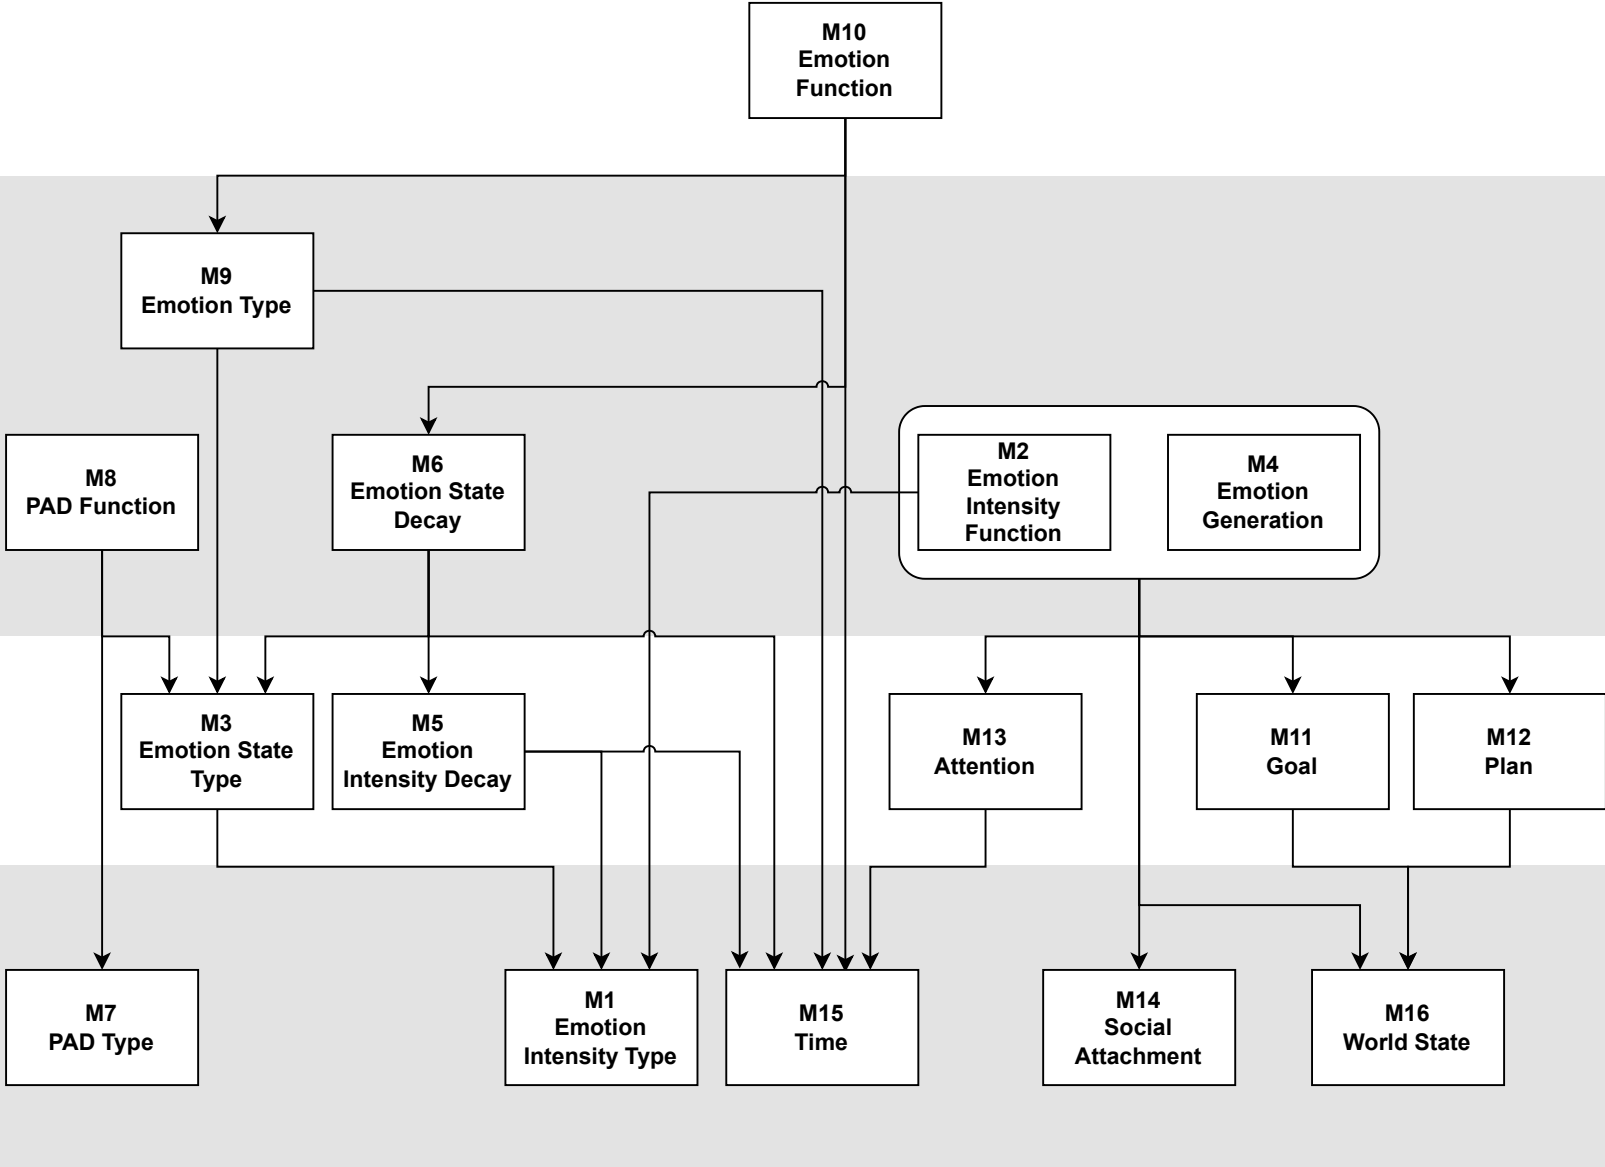 M10
Emotion
Function
M9
Emotion Type
M8
PAD Function
M6
Emotion State
Decay
M2
Emotion
Intensity
Function
M4
Emotion
Generation
M3
Emotion State
Type
M5
Emotion
Intensity Decay
M13
Attention
M11
Goal
M12
Plan
M7
PAD Type
M1
Emotion
Intensity Type
M15
Time
M14
Social
Attachment
M16
World State